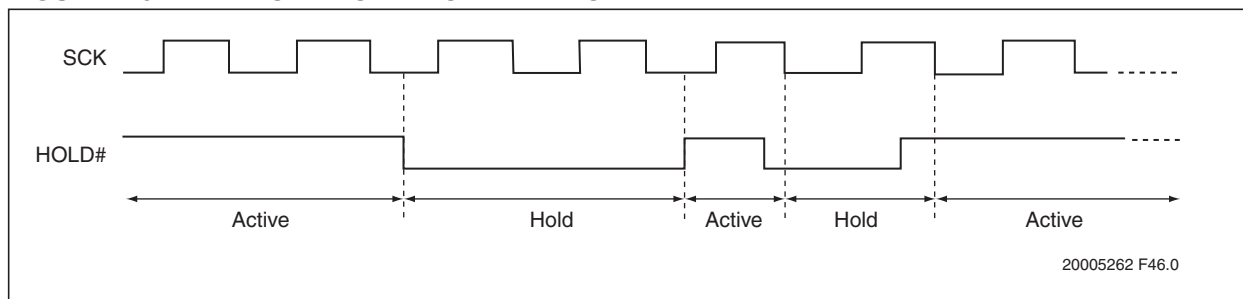 SCK
HOLD#
Active
Hold
Active
Hold
Active
20005262 F46.0